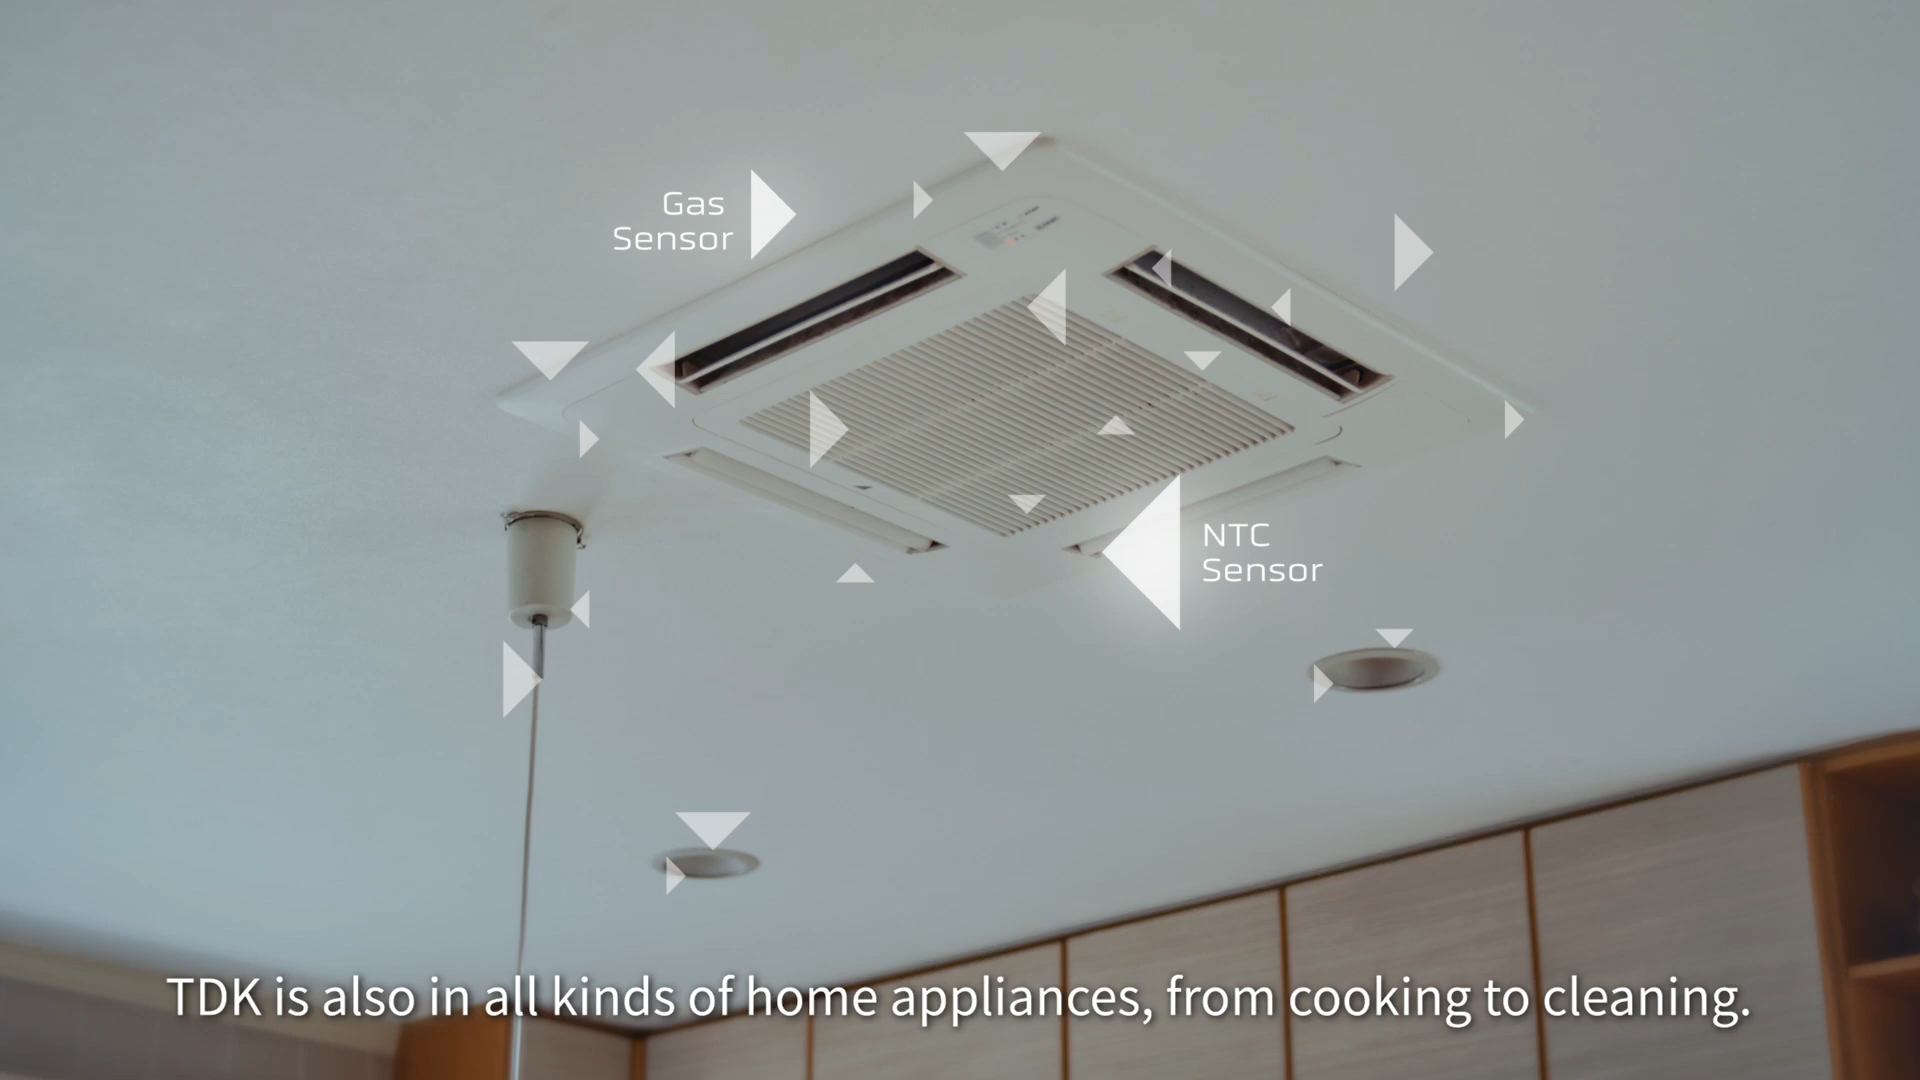 Gas
Sensor
NTC
Sensor
TDK is also in all kinds of home appliances, from cooking to cleaning.